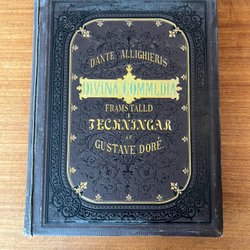 DANTE ALLIGHIERIS
DIVINA COMMEDIA
FRAMSTÄLLD
I
TECKNINGAR
AF
GUSTAVE DORÉ.